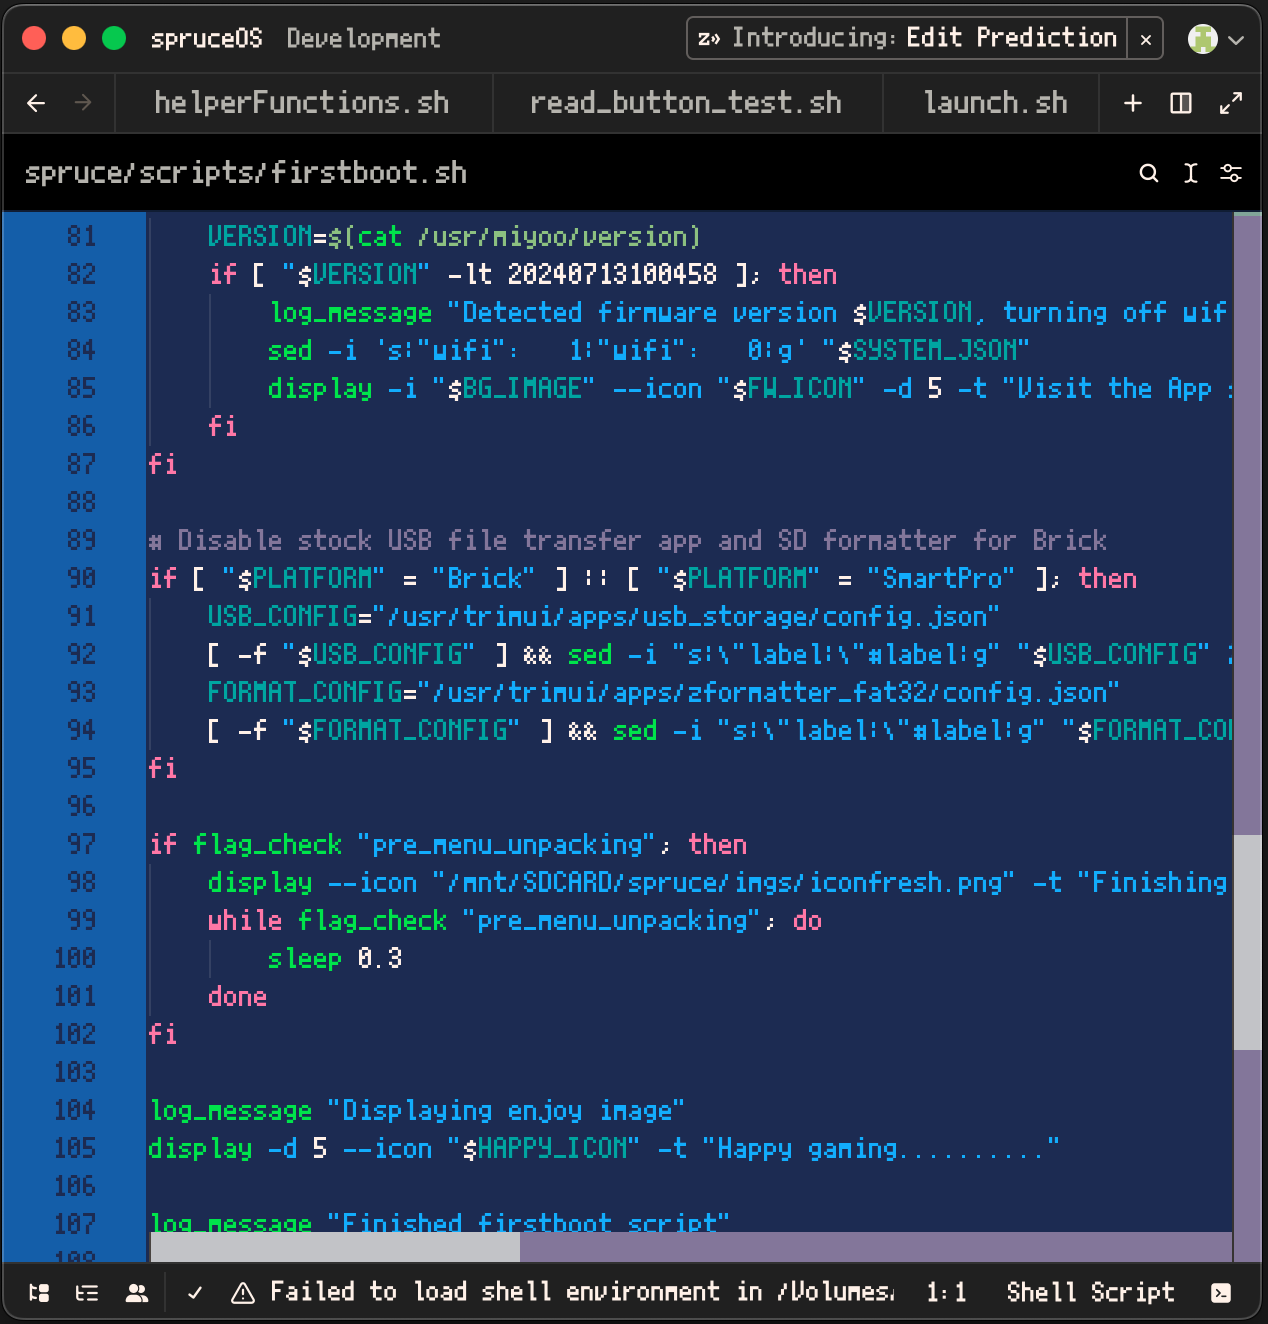 spruceOS Development
Introducing: Edit Prediction
helperFunctions.sh read_button_test.sh launch.sh
spruce/scripts/firstboot.sh
81 VERSION=$(cat /usr/miyoo/version)
82 if [ "$VERSION" -lt 20240713100458 ]; then
83 log_message "Detected firmware version $VERSION, turning off wif
84 sed -i 's|"wifi":   1|"wifi":   0|g' "$SYSTEM_JSON"
85 display -i "$BG_IMAGE" --icon "$FW_ICON" -d 5 -t "Visit the App
86 fi
87 fi
88
89 # Disable stock USB file transfer app and SD formatter for Brick
90 if [ "$PLATFORM" = "Brick" ] || [ "$PLATFORM" = "SmartPro" ]; then
91 USB_CONFIG="/usr/trimui/apps/usb_storage/config.json"
92 [ -f "$USB_CONFIG" ] && sed -i "s|\"label|\"#label|g" "$USB_CONFIG"
93 FORMAT_CONFIG="/usr/trimui/apps/zformatter_fat32/config.json"
94 [ -f "$FORMAT_CONFIG" ] && sed -i "s|\"label|\"#label|g" "$FORMAT_CON
95 fi
96
97 if flag_check "pre_menu_unpacking"; then
98 display --icon "/mnt/SDCARD/spruce/imgs/iconfresh.png" -t "Finishing
99 while flag_check "pre_menu_unpacking"; do
100 sleep 0.3
101 done
102 fi
103
104 log_message "Displaying enjoy image"
105 display -d 5 --icon "$HAPPY_ICON" -t "Happy gaming.........."
106
107 log_message "Finished firstboot script"
108
Failed to load shell environment in /Volumes/ 1:1 Shell Script